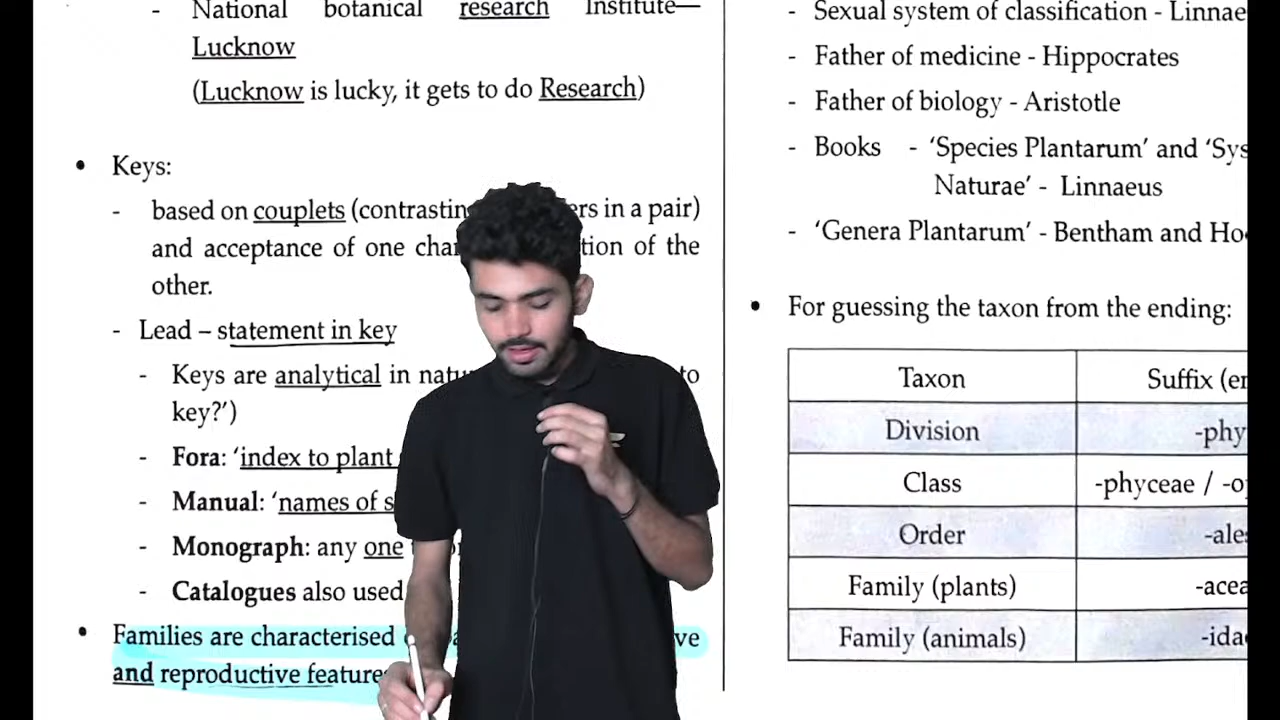 - National botanical research Institute—
Lucknow
(Lucknow is lucky, it gets to do Research)
• Keys:
- based on couplets (contrastin ers in a pair)
and acceptance of one cha tion of the
other.
- Lead – statement in key
- Keys are analytical in natu to
key?')
- Fora: 'index to plant
- Manual: 'names of s
- Monograph: any one
- Catalogues also used
• Families are characterised ve
and reproductive feature
- Sexual system of classification - Linnae
- Father of medicine - Hippocrates
- Father of biology - Aristotle
- Books - 'Species Plantarum' and 'Sys
Naturae' - Linnaeus
- 'Genera Plantarum' - Bentham and Ho
• For guessing the taxon from the ending:
Taxon Suffix (e
Division -phy
Class -phyceae / -o
Order -ale
Family (plants) -acea
Family (animals) -ida